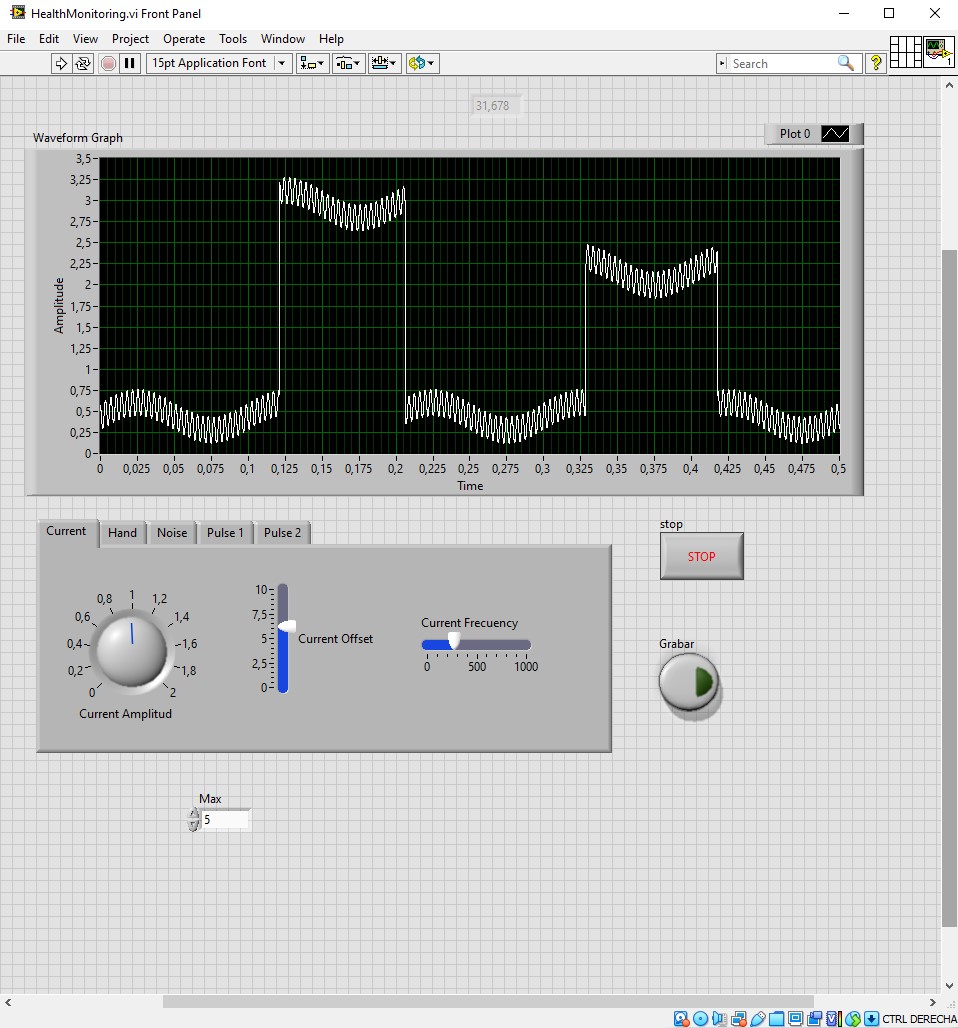 HealthMonitoring.vi Front Panel
File Edit View Project Operate Tools Window Help
15pt Application Font Search ? 1
31,678
Waveform Graph Plot 0
Amplitude
3,5
3,25
3
2,75
2,5
2,25
2
1,75
1,5
1,25
1
0,75
0,5
0,25
0
0 0,025 0,05 0,075 0,1 0,125 0,15 0,175 0,2 0,225 0,25 0,275 0,3 0,325 0,35 0,375 0,4 0,425 0,45 0,475 0,5
Time
Current Hand Noise Pulse 1 Pulse 2
0 0,2 0,4 0,6 0,8 1 1,2 1,4 1,6 1,8 2
Current Amplitud
10
7,5
5
2,5
0
Current Offset
Current Frecuency
0 500 1000
stop
STOP
Grabar
Max
5
CTRL DERECHA